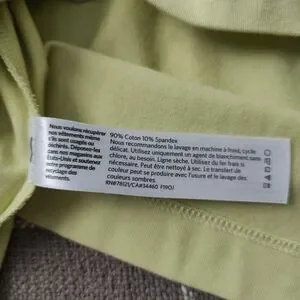 Nous voulons récupérer
nos vêtements même
s'ils sont usagés ou
déchirés. Déposez-les
dans nos magasins aux
États-Unis et soutenez
notre programme de
recyclage des
vêtements.
90% Coton 10% Spandex
Nous recommandons le lavage en machine à froid, cycle
délicat. Utilisez uniquement un agent de blanchiment sans
chlore, au besoin. Ligne sèche. Utilisez du fer frais si
nécessaire. Peut être nettoyé à sec. Le transfert de
couleur peut se produire avec l'usure et le lavage des
couleurs sombres.
RN#78121/CA#34460 F19OI